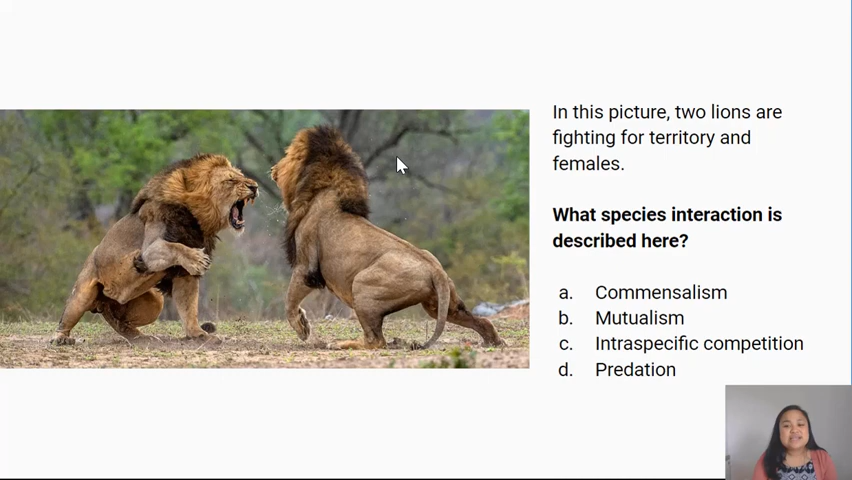 In this picture, two lions are
fighting for territory and
females.
What species interaction is
described here?
a. Commensalism
b. Mutualism
c. Intraspecific competition
d. Predation